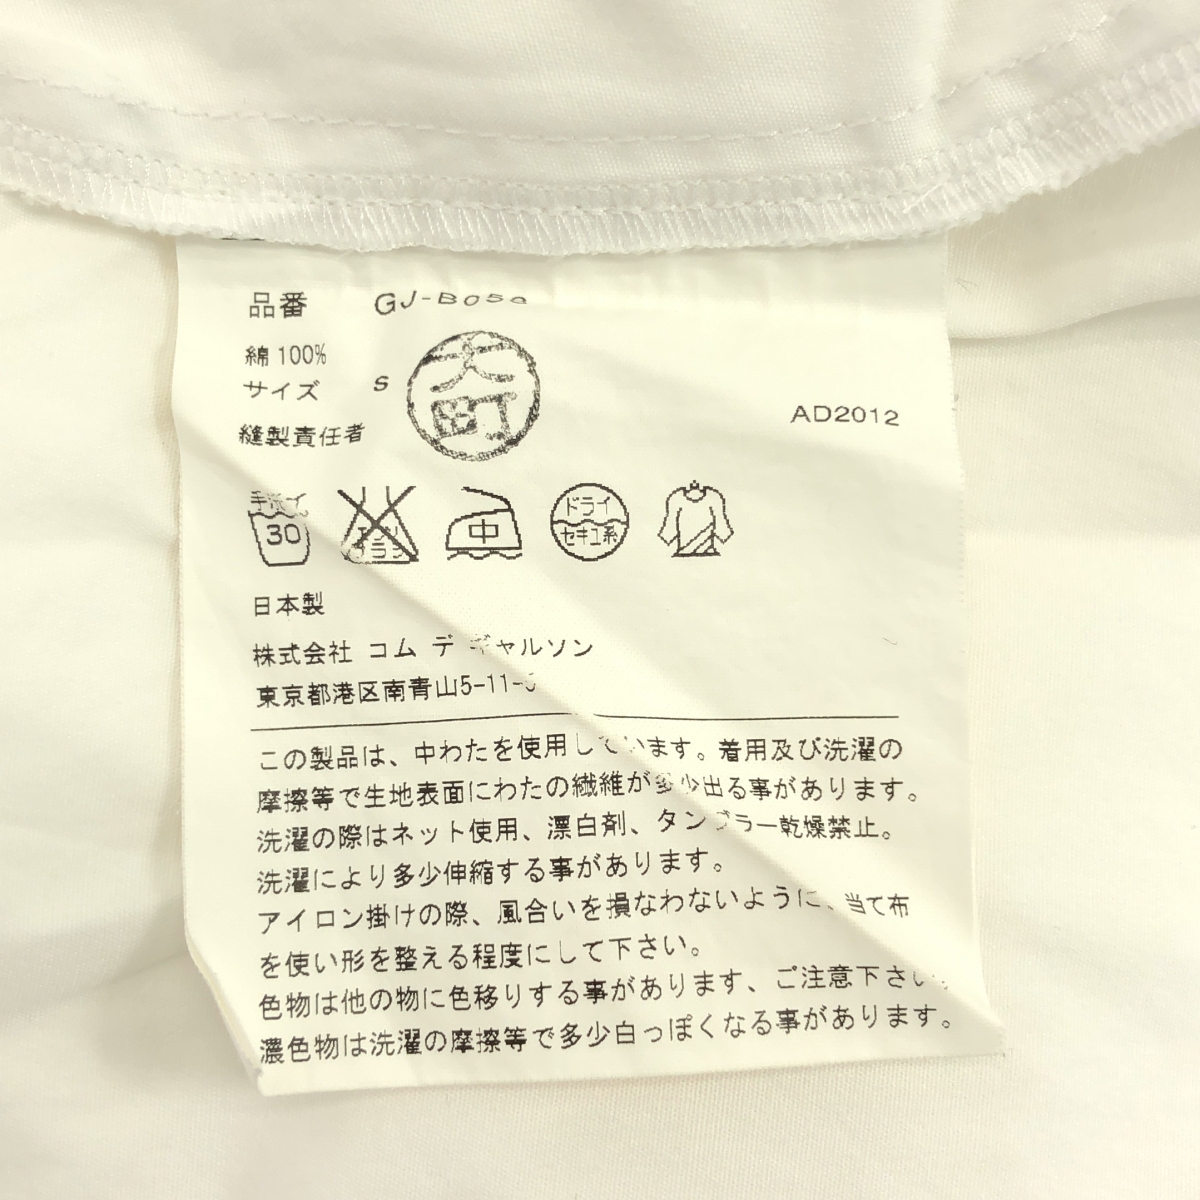 品番 GJ-B05
綿 100%
サイズ S
縫製責任者
大町
AD2012
手洗イ
30
エンソ
サラシ
中
ドライ
セキユ系
日本製
株式会社 コム デ ギャルソン
東京都港区南青山5-11-5
この製品は、中わたを使用しています。着用及び洗濯の
摩擦等で生地表面にわたの繊維が多少出る事があります。
洗濯の際はネット使用、漂白剤、タンブラー乾燥禁止。
洗濯により多少伸縮する事があります。
アイロン掛けの際、風合いを損なわないように、当て布
を使い形を整える程度にして下さい。
色物は他の物に色移りする事があります、ご注意下さい。
濃色物は洗濯の摩擦等で多少白っぽくなる事があります。